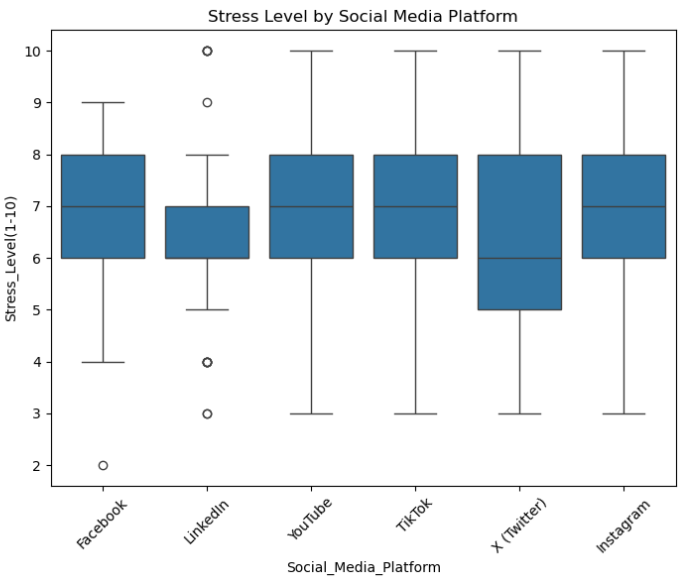 Stress Level by Social Media Platform
Stress_Level(1-10)
10
9
8
7
6
5
4
3
2
Facebook
LinkedIn
YouTube
TikTok
X (Twitter)
Instagram
Social_Media_Platform